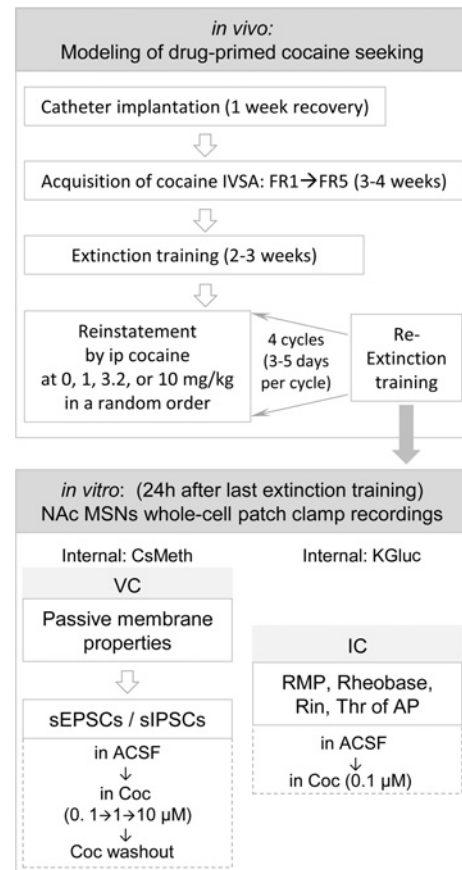 in vivo:
Modeling of drug-primed cocaine seeking
Catheter implantation (1 week recovery)
Acquisition of cocaine IVSA: FR1→FR5 (3-4 weeks)
Extinction training (2-3 weeks)
Reinstatement
by ip cocaine
at 0, 1, 3.2, or 10 mg/kg
in a random order
4 cycles
(3-5 days
per cycle)
Re-
Extinction
training
in vitro: (24h after last extinction training)
NAc MSNs whole-cell patch clamp recordings
Internal: CsMeth
VC
Passive membrane
properties
sEPSCs / sIPSCs
in ACSF
↓
in Coc
(0. 1→1→10 µM)
↓
Coc washout
Internal: KGluc
IC
RMP, Rheobase,
Rin, Thr of AP
in ACSF
↓
in Coc (0.1 µM)